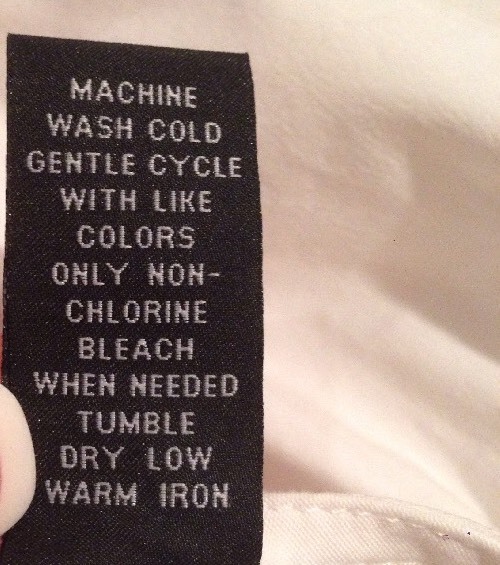 MACHINE
WASH COLD
GENTLE CYCLE
WITH LIKE
COLORS
ONLY NON-
CHLORINE
BLEACH
WHEN NEEDED
TUMBLE
DRY LOW
WARM IRON